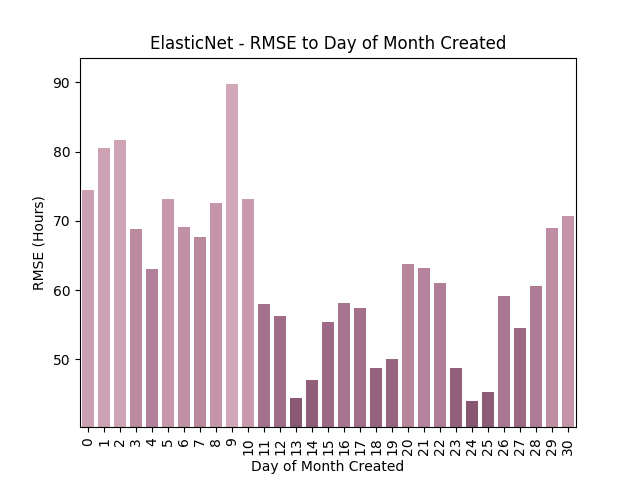 ElasticNet - RMSE to Day of Month Created
RMSE (Hours)
90
80
70
60
50
0 1 2 3 4 5 6 7 8 9 10 11 12 13 14 15 16 17 18 19 20 21 22 23 24 25 26 27 28 29 30
Day of Month Created